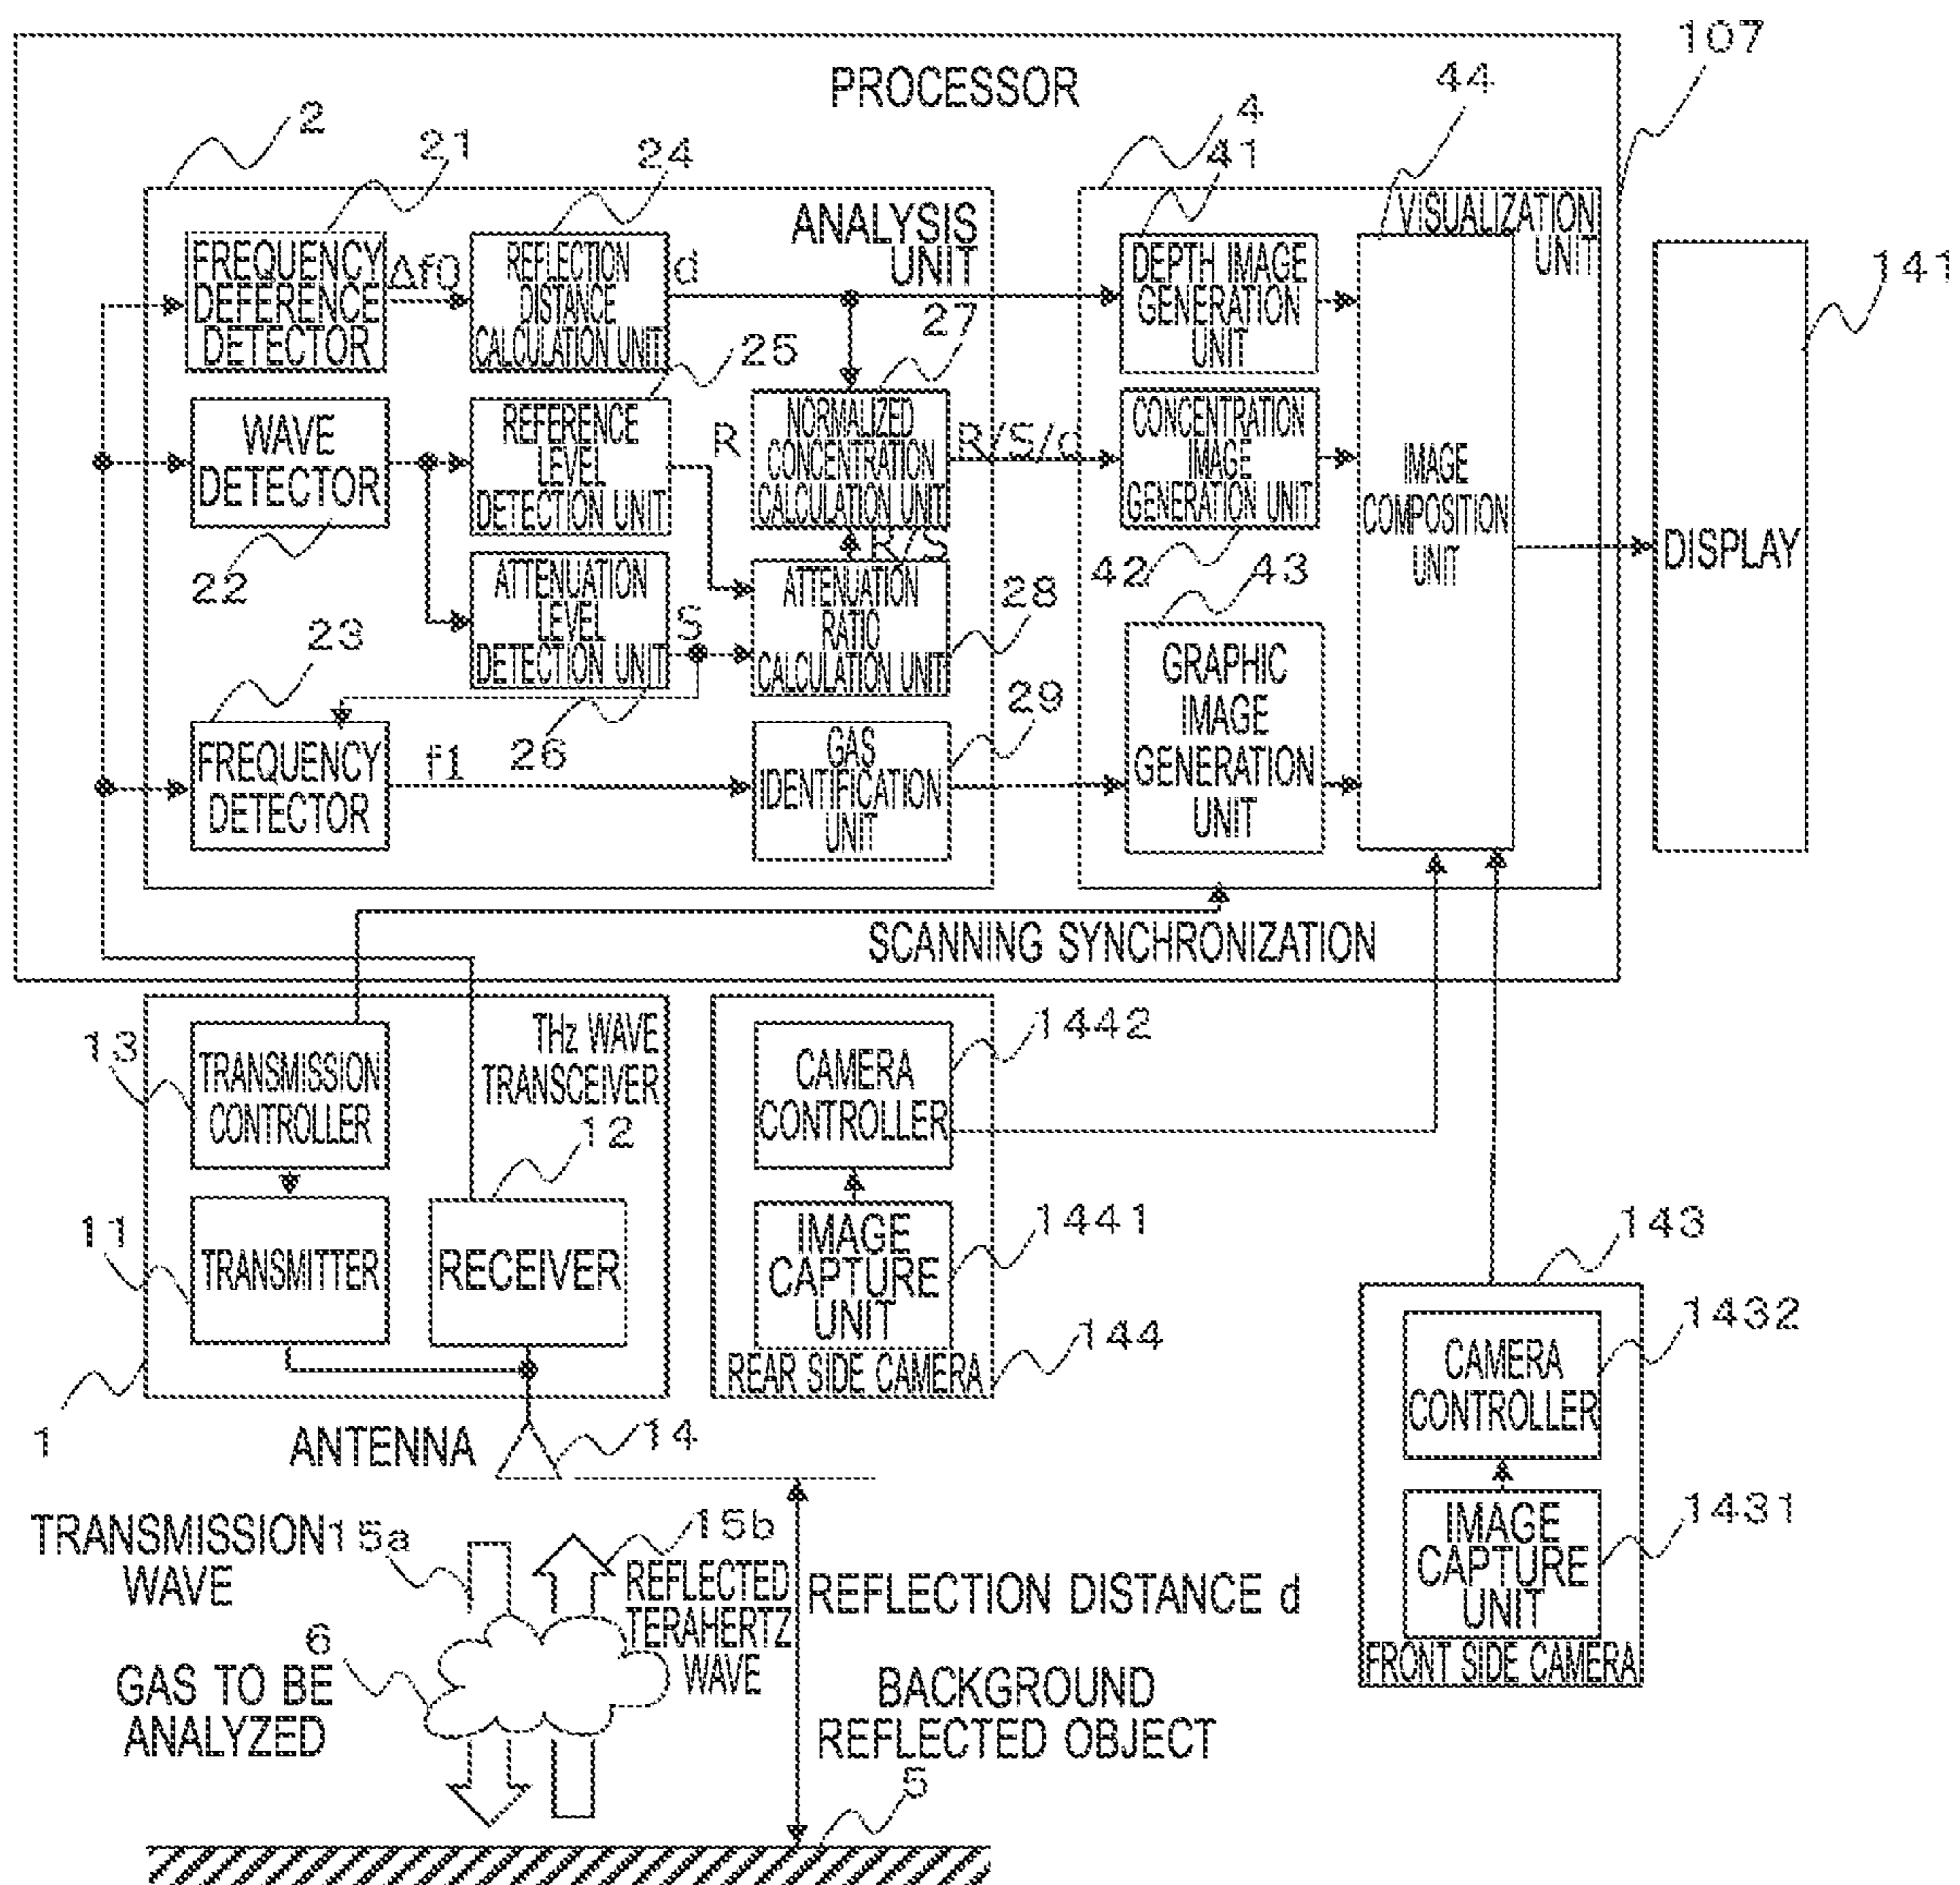 107
PROCESSOR
44
2
4
21
24
41
ANALYSIS
UNIT
VISUALIZATION
UNIT
FREQUENCY
DEFERENCE
DETECTOR
Δf0
REFLECTION
DISTANCE
CALCULATION UNIT
d
DEPTH IMAGE
GENERATION
UNIT
141
27
25
WAVE
DETECTOR
REFERENCE
LEVEL
DETECTION UNIT
R
NORMALIZED
CONCENTRATION
CALCULATION UNIT
R/S/d
CONCENTRATION
IMAGE
GENERATION UNIT
IMAGE
COMPOSITION
UNIT
DISPLAY
R/S
22
ATTENUATION
LEVEL
DETECTION UNIT
S
ATTENUATION
RATIO
CALCULATION UNIT
28
42
43
23
GRAPHIC
IMAGE
GENERATION
UNIT
26
29
FREQUENCY
DETECTOR
f1
GAS
IDENTIFICATION
UNIT
SCANNING SYNCHRONIZATION
13
TRANSMISSION
CONTROLLER
THz WAVE
TRANSCEIVER
CAMERA
CONTROLLER
1442
12
11
TRANSMITTER
RECEIVER
IMAGE
CAPTURE
UNIT
1441
REAR SIDE CAMERA
144
143
CAMERA
CONTROLLER
1432
1
ANTENNA
14
IMAGE
CAPTURE
UNIT
1431
FRONT SIDE CAMERA
TRANSMISSION
WAVE
15a
15b
REFLECTED
TERAHERTZ
WAVE
REFLECTION DISTANCE d
6
GAS TO BE
ANALYZED
BACKGROUND
REFLECTED OBJECT
5